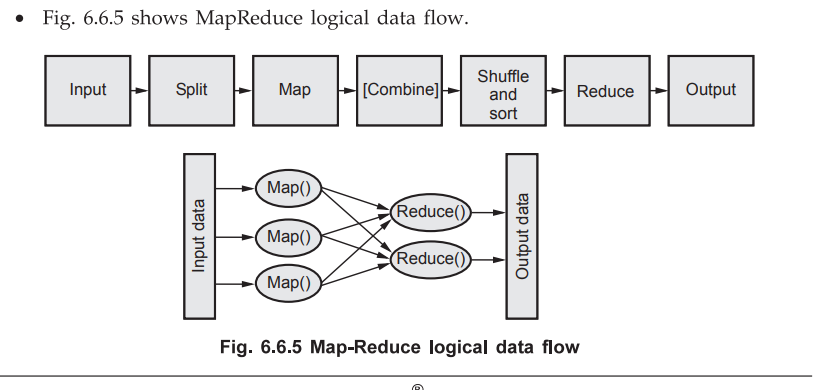 • Fig. 6.6.5 shows MapReduce logical data flow.
Input
Split
Map
[Combine]
Shuffle
and
sort
Reduce
Output
Input data
Map()
Map()
Map()
Reduce()
Reduce()
Output data
Fig. 6.6.5 Map-Reduce logical data flow
®